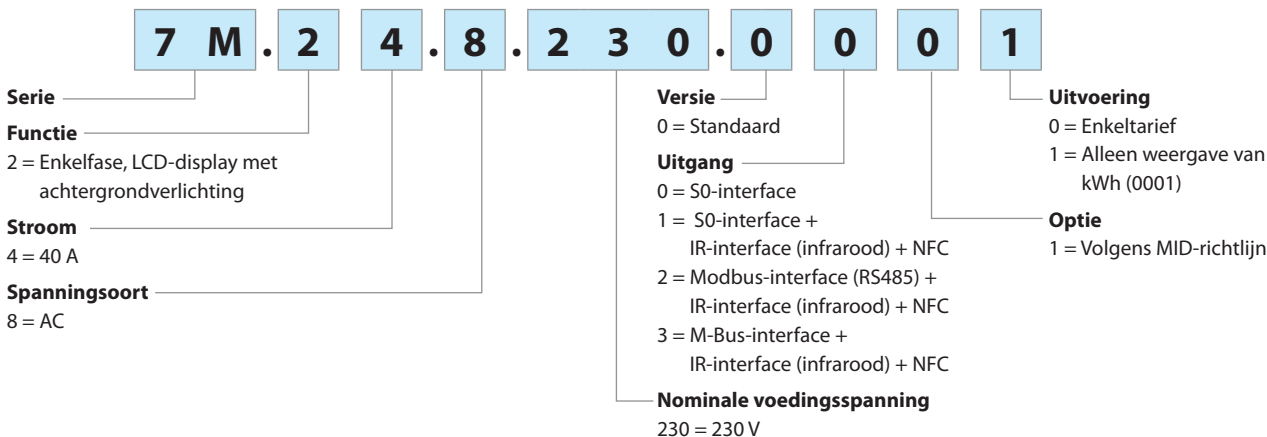 7 M . 2 4 . 8 . 2 3 0 . 0 0 0 1
Serie
Functie
2 = Enkelfase, LCD-display met
achtergrondverlichting
Stroom
4 = 40 A
Spanningsoort
8 = AC
Versie
0 = Standaard
Uitgang
0 = S0-interface
1 = S0-interface +
IR-interface (infrarood) + NFC
2 = Modbus-interface (RS485) +
IR-interface (infrarood) + NFC
3 = M-Bus-interface +
IR-interface (infrarood) + NFC
Nominale voedingsspanning
230 = 230 V
Uitvoering
0 = Enkeltarief
1 = Alleen weergave van
kWh (0001)
Optie
1 = Volgens MID-richtlijn